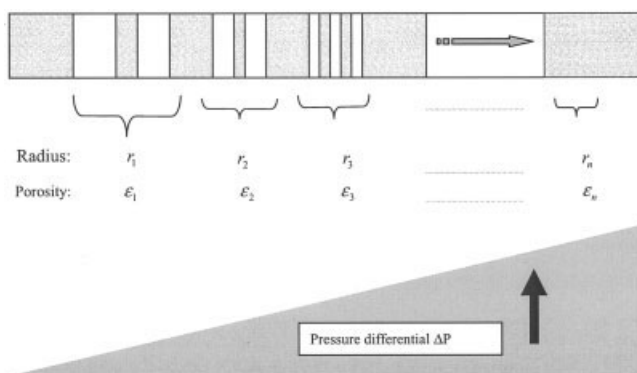 Radius: r₁ r₂ r₃ rₙ
Porosity: ε₁ ε₂ ε₃ εₙ
Pressure differential ΔP